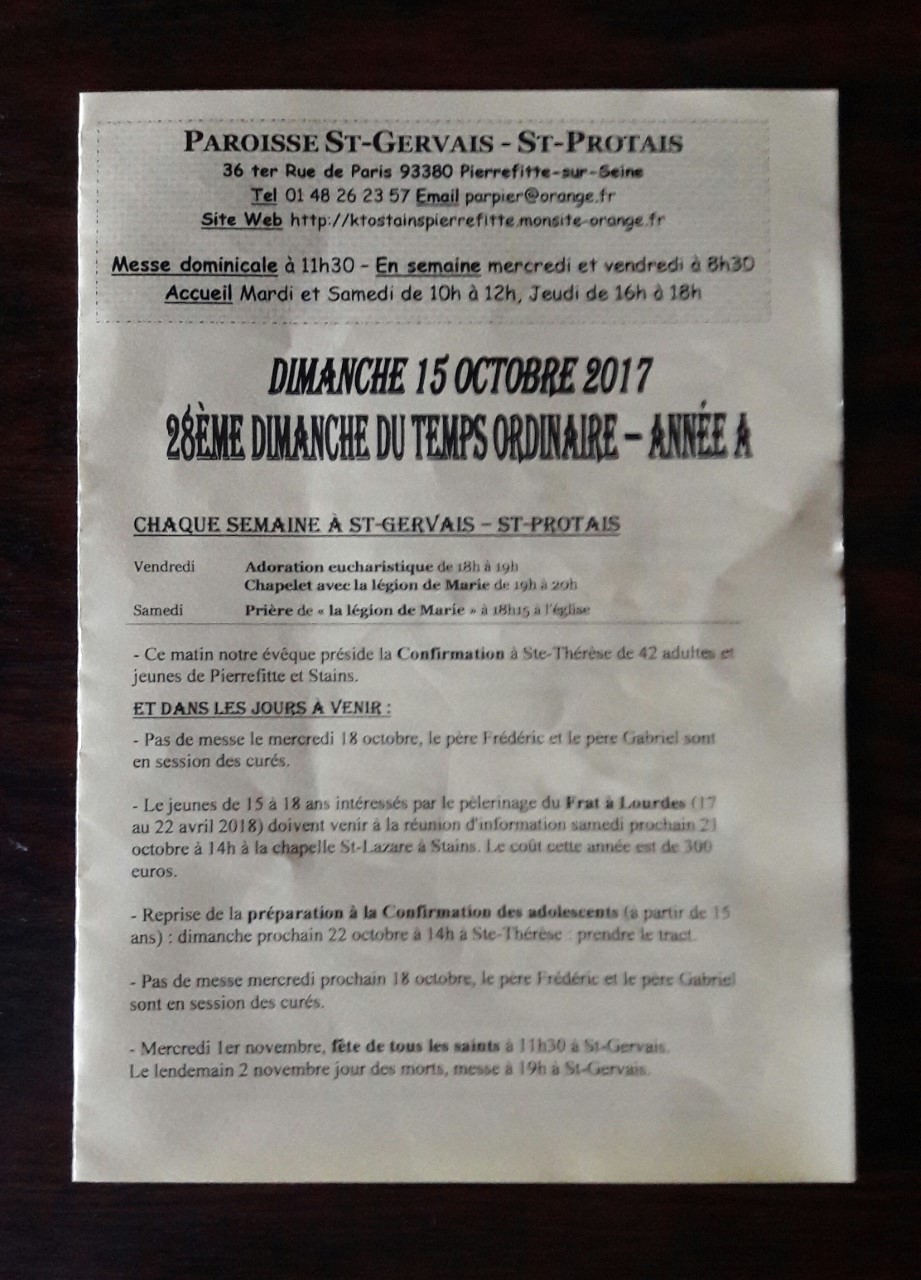 PAROISSE ST-GERVAIS - ST-PROTAIS
36 ter Rue de Paris 93380 Pierrefitte-sur-Seine
Tel 01 48 26 23 57 Email parpier@orange.fr
Site Web http://ktostainspierrefitte.monsite-orange.fr
Messe dominicale à 11h30 - En semaine mercredi et vendredi à 8h30
Accueil Mardi et Samedi de 10h à 12h, Jeudi de 16h à 18h
DIMANCHE 15 OCTOBRE 2017
28ÈME DIMANCHE DU TEMPS ORDINAIRE – ANNÉE A
CHAQUE SEMAINE À ST-GERVAIS – ST-PROTAIS
Vendredi Adoration eucharistique de 18h à 19h
Chapelet avec la légion de Marie de 19h à 20h
Samedi Prière de « la légion de Marie » à 18h15 à l'église
- Ce matin notre évêque préside la Confirmation à Ste-Thérèse de 42 adultes et
jeunes de Pierrefitte et Stains.
ET DANS LES JOURS À VENIR :
- Pas de messe le mercredi 18 octobre, le père Frédéric et le père Gabriel sont
en session des curés.
- Le jeunes de 15 à 18 ans intéressés par le pèlerinage du Frat à Lourdes (17
au 22 avril 2018) doivent venir à la réunion d'information samedi prochain 21
octobre à 14h à la chapelle St-Lazare à Stains. Le coût cette année est de 300
euros.
- Reprise de la préparation à la Confirmation des adolescents (à partir de 15
ans) : dimanche prochain 22 octobre à 14h à Ste-Thérèse : prendre le tract.
- Pas de messe mercredi prochain 18 octobre, le père Frédéric et le père Gabriel
sont en session des curés.
- Mercredi 1er novembre, fête de tous les saints à 11h30 à St-Gervais.
Le lendemain 2 novembre jour des morts, messe à 19h à St-Gervais.